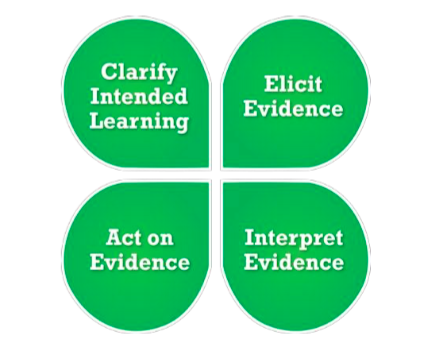 Clarify
Intended
Learning
Elicit
Evidence
Act on
Evidence
Interpret
Evidence